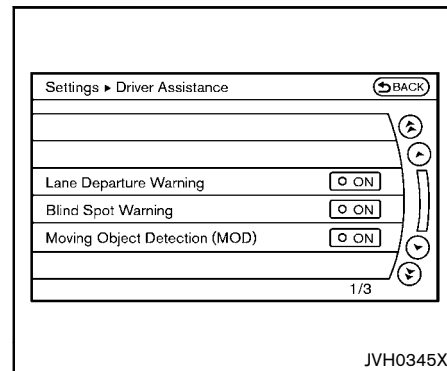 Settings ▸ Driver Assistance BACK
Lane Departure Warning ON
Blind Spot Warning ON
Moving Object Detection (MOD) ON
1/3
JVH0345X